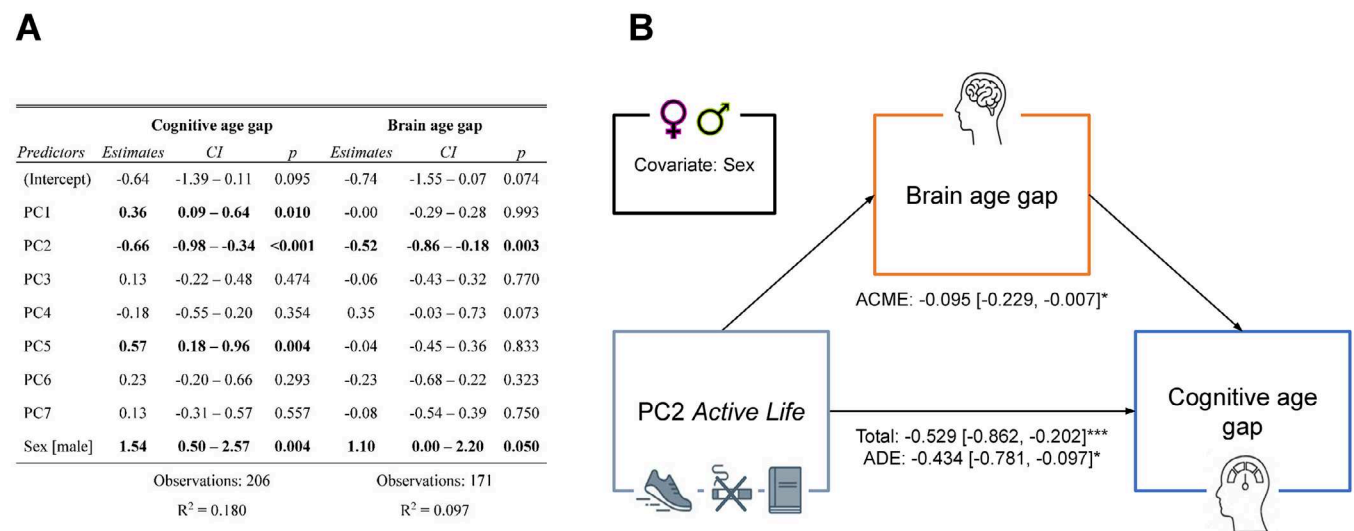 A
Cognitive age gap Brain age gap
Predictors Estimates CI p Estimates CI p
(Intercept) -0.64 -1.39 – 0.11 0.095 -0.74 -1.55 – 0.07 0.074
PC1 0.36 0.09 – 0.64 0.010 -0.00 -0.29 – 0.28 0.993
PC2 -0.66 -0.98 – -0.34 <0.001 -0.52 -0.86 – -0.18 0.003
PC3 0.13 -0.22 – 0.48 0.474 -0.06 -0.43 – 0.32 0.770
PC4 -0.18 -0.55 – 0.20 0.354 0.35 -0.03 – 0.73 0.073
PC5 0.57 0.18 – 0.96 0.004 -0.04 -0.45 – 0.36 0.833
PC6 0.23 -0.20 – 0.66 0.293 -0.23 -0.68 – 0.22 0.323
PC7 0.13 -0.31 – 0.57 0.557 -0.08 -0.54 – 0.39 0.750
Sex [male] 1.54 0.50 – 2.57 0.004 1.10 0.00 – 2.20 0.050
Observations: 206 Observations: 171
R² = 0.180 R² = 0.097
B
Covariate: Sex
Brain age gap
ACME: -0.095 [-0.229, -0.007]*
PC2 Active Life
Total: -0.529 [-0.862, -0.202]***
ADE: -0.434 [-0.781, -0.097]*
Cognitive age
gap